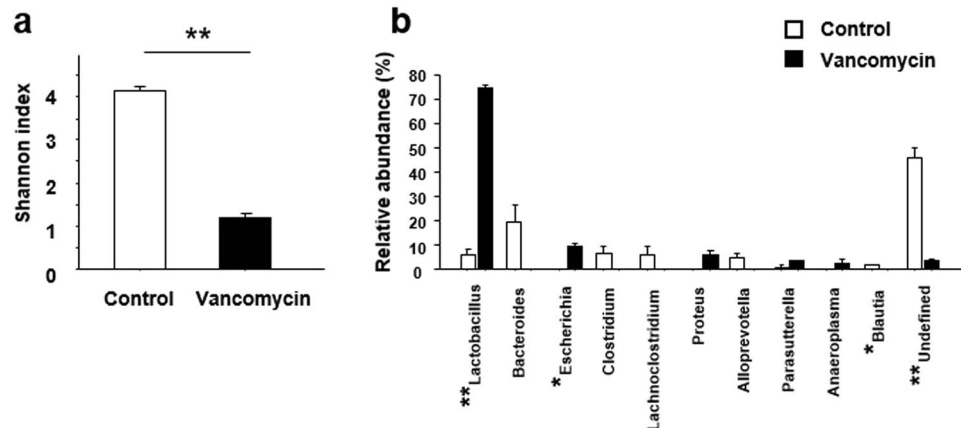 a
**
Shannon index
4
3
2
1
0
Control
Vancomycin
b
Control
Vancomycin
Relative abundance (%)
80
70
60
50
40
30
20
10
0
**Lactobacillus
Bacteroides
*Escherichia
Clostridium
Lachnoclostridium
Proteus
Alloprevotella
Parasutterella
Anaeroplasma
*Blautia
**Undefined